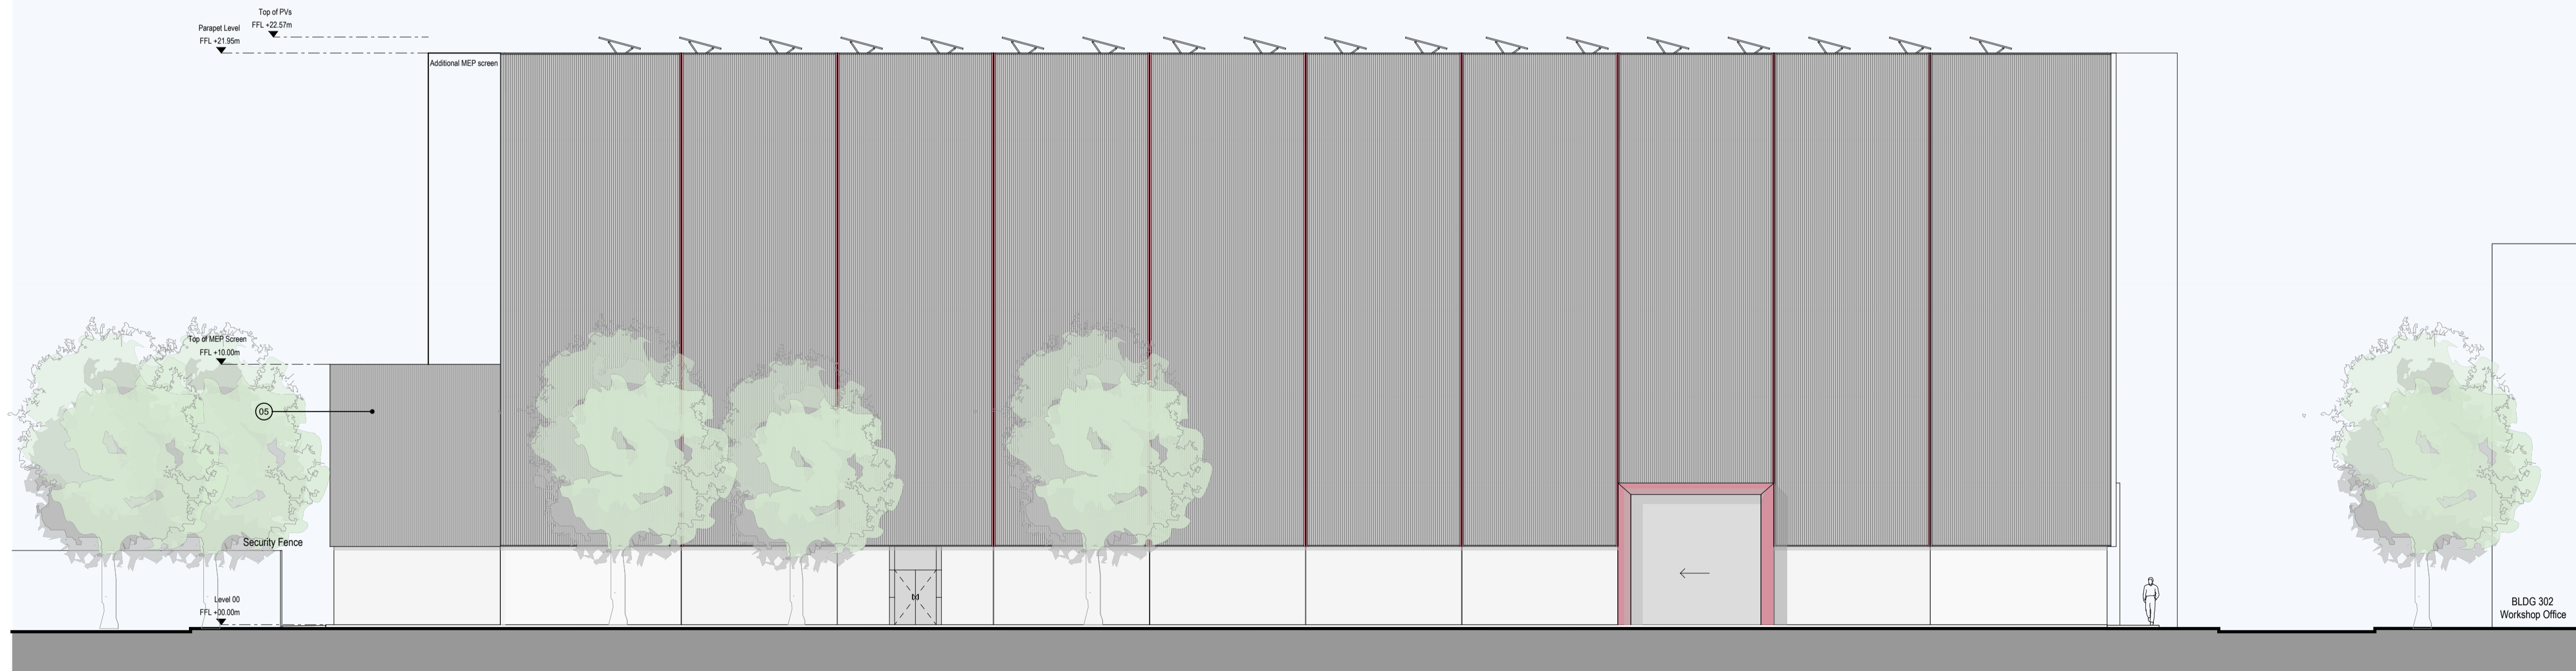 Top of PVs
FFL +22.57m
Parapet Level
FFL +21.95m
Additional MEP screen
Top of MEP Screen
FFL +10.00m
05
Security Fence
Level 00
FFL +00.00m
BLDG 302
Workshop Office